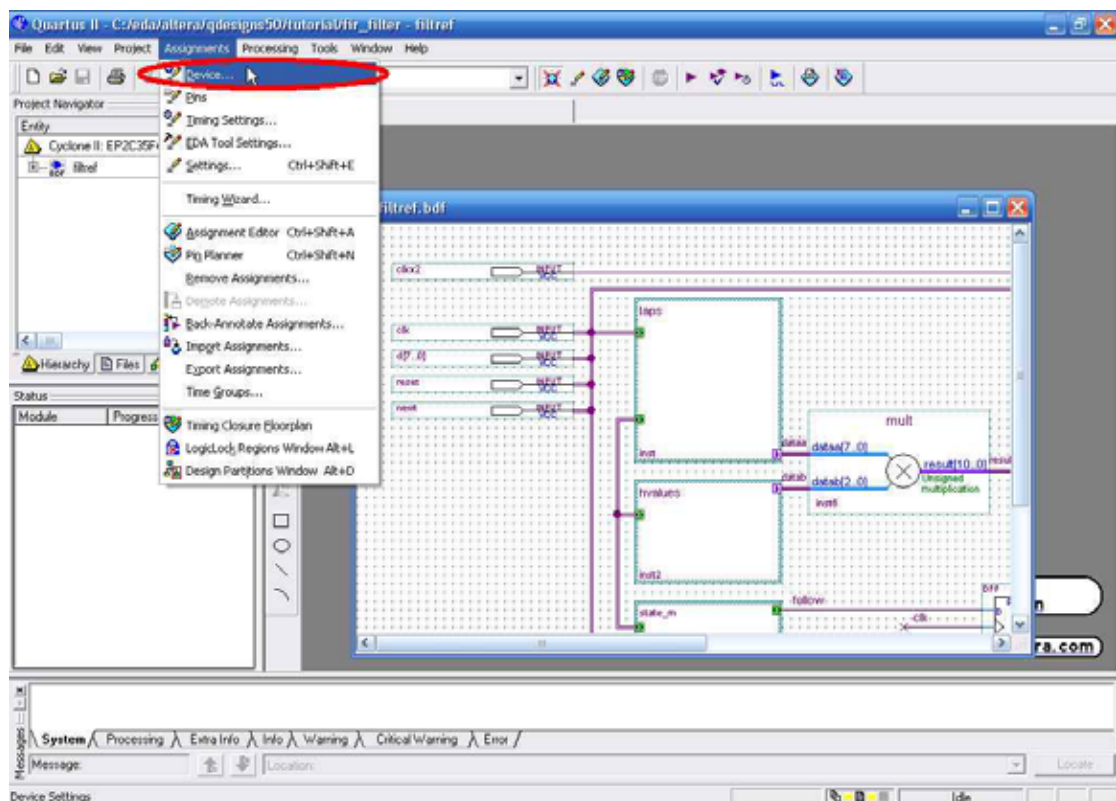 Quartus II - C:/eda/altera/qdesigns50/tutorial/fir_filter - filtref
File Edit View Project Assignments Processing Tools Window Help
Device...
Project Navigator
Pins
Entity
Timing Settings...
Cyclone II: EP2C35F
EDA Tool Settings...
filtref
Settings... Ctrl+Shift+E
Timing Wizard...
filtref.bdf
Assignment Editor Ctrl+Shift+A
Pin Planner Ctrl+Shift+N
Remove Assignments...
Demote Assignments...
Back-Annotate Assignments...
Import Assignments...
Export Assignments...
Time Groups...
Timing Closure Floorplan
LogicLock Regions Window Alt+L
Design Partitions Window Alt+D
Hierarchy Files
Status
Module Progress
clkx2 INPUT VCC
clk INPUT VCC
d[7..0] INPUT VCC
reset INPUT VCC
newt INPUT VCC
taps
inst
mult
dataa dataa[7..0]
result[10..0]
Unsigned
multiplication
datab datab[2..0]
inst6
hvalues
inst2
state_m
follow
clk
DFF
ra.com)
System Processing Extra Info Info Warning Critical Warning Error
Messages
Message: Location: Locate
Device Settings Idle